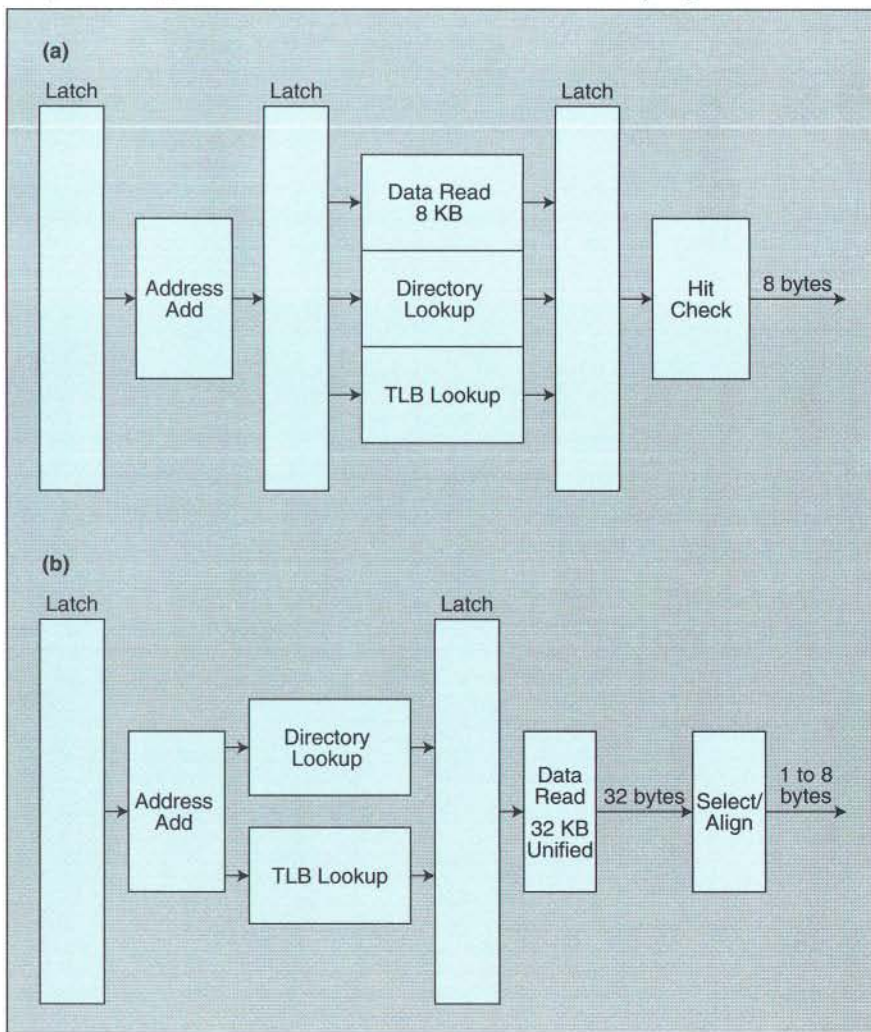 (a)
Latch
Latch
Latch
Data Read
8 KB
Address
Add
Directory
Lookup
Hit
Check
8 bytes
TLB Lookup
(b)
Latch
Latch
Directory
Lookup
Address
Add
TLB Lookup
Data
Read
32 KB
Unified
32 bytes
Select/
Align
1 to 8
bytes